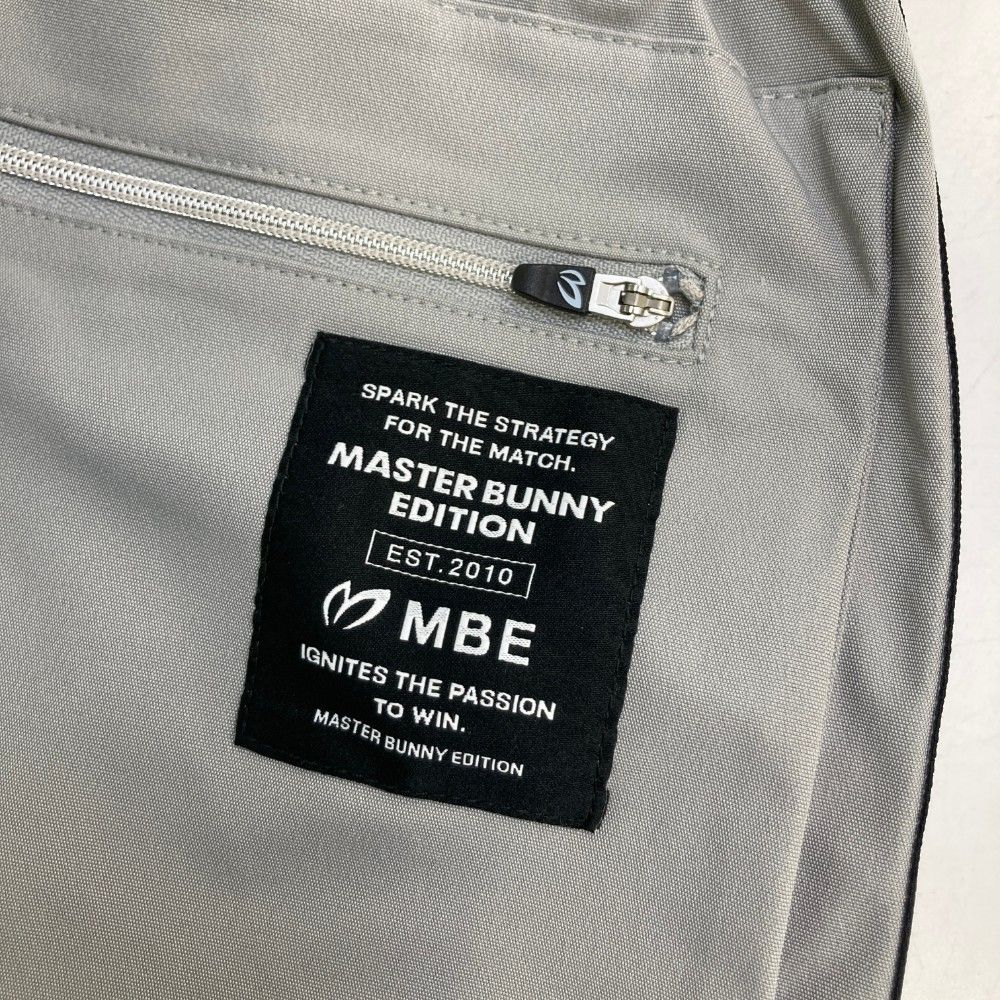 SPARK THE STRATEGY
FOR THE MATCH.
MASTER BUNNY
EDITION
EST. 2010
MBE
IGNITES THE PASSION
TO WIN.
MASTER BUNNY EDITION